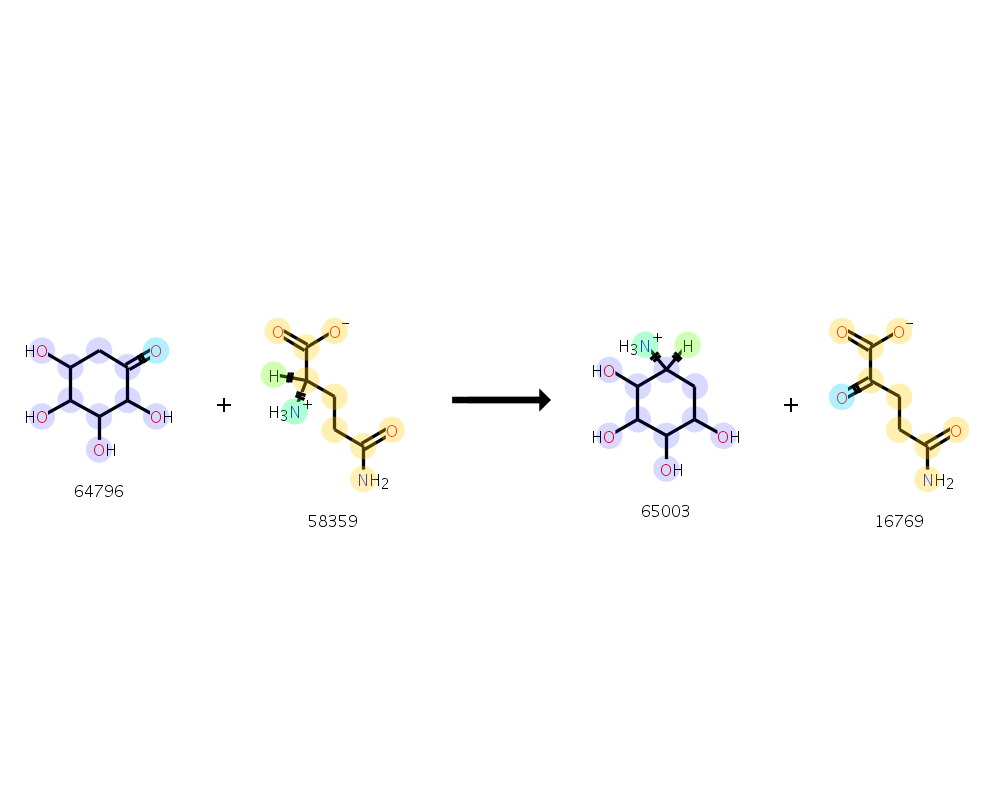 HO O
HO OH
OH
64796
+
O O−
H
H3N+
O
NH2
58359
H3N+ H
HO
HO OH
OH
65003
+
O O−
O
O
NH2
16769